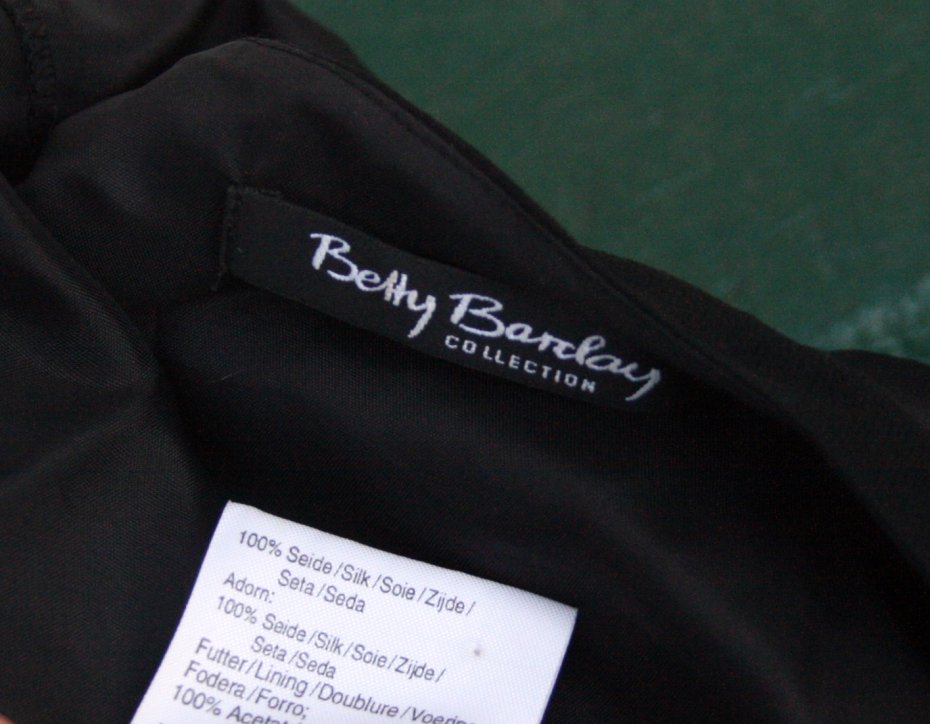 Betty Barclay
COLLECTION
100% Seide/Silk/Soie/Zijde/
Seta/Seda
Adorn:
100% Seide/Silk/Soie/Zijde/
Seta/Seda
Futter/Lining/Doublure/
Fodera/Forro;
100%